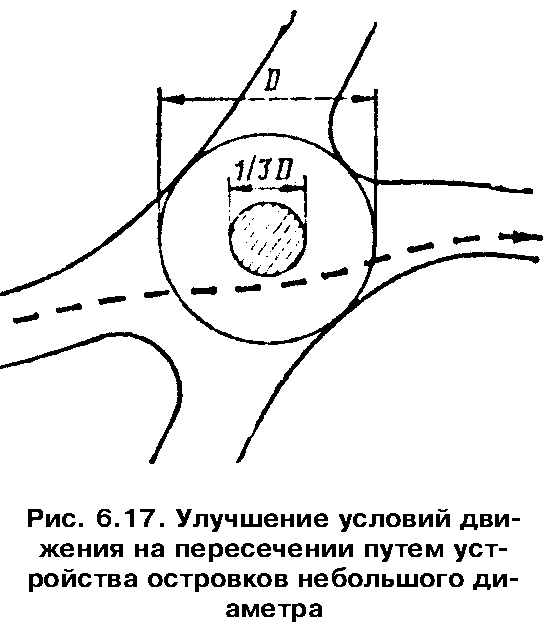 D
1/3 D
Рис. 6.17. Улучшение условий дви-
жения на пересечении путем уст-
ройства островков небольшого ди-
аметра